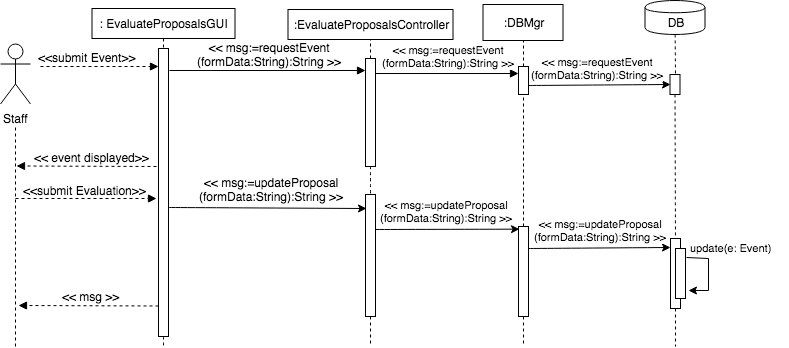 : EvaluateProposalsGUI
:EvaluateProposalsController
:DBMgr
DB
<<submit Event>>
<< msg:=requestEvent
(formData:String):String >>
<< msg:=requestEvent
(formData:String):String >>
<< msg:=requestEvent
(formData:String):String >>
Staff
<< event displayed>>
<<submit Evaluation>>
<< msg:=updateProposal
(formData:String):String >>
<< msg:=updateProposal
(formData:String):String >>
<< msg:=updateProposal
(formData:String):String >>
update(e: Event)
<< msg >>